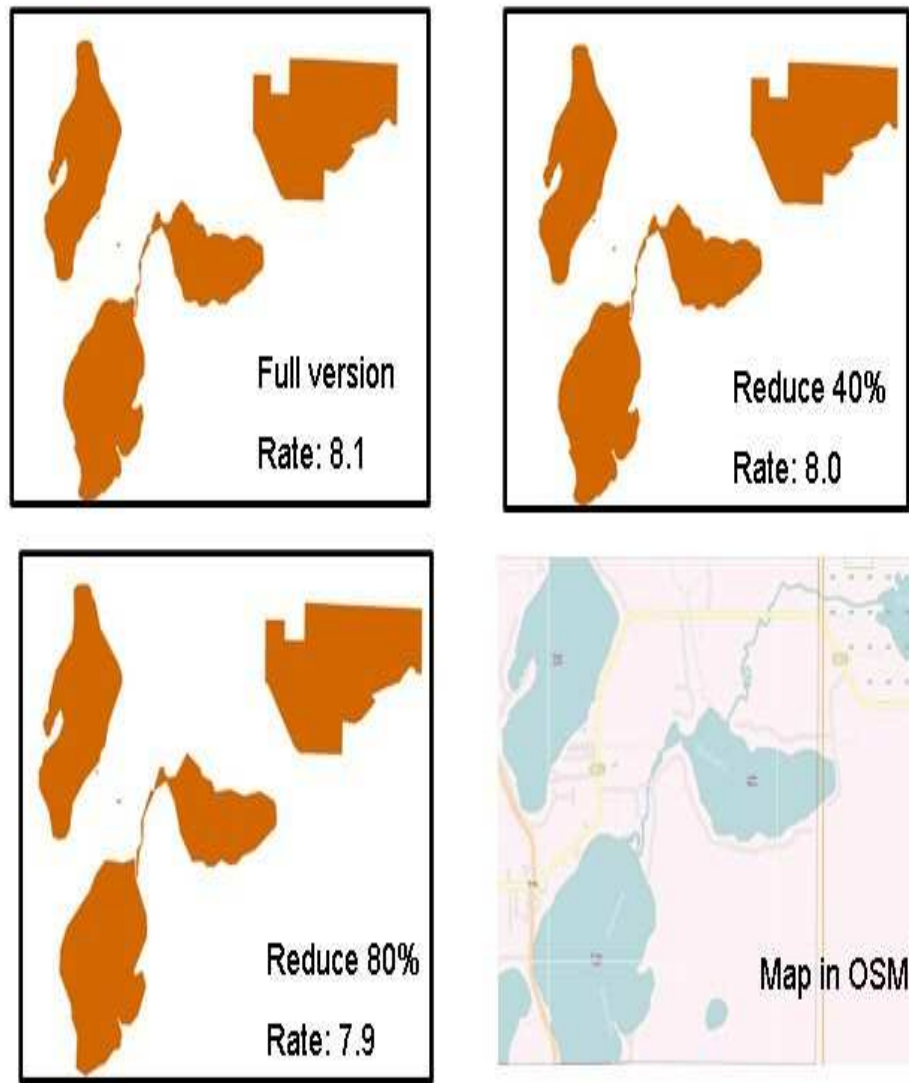 Full version
Rate: 8.1
Reduce 40%
Rate: 8.0
Reduce 80%
Rate: 7.9
Map in OSM